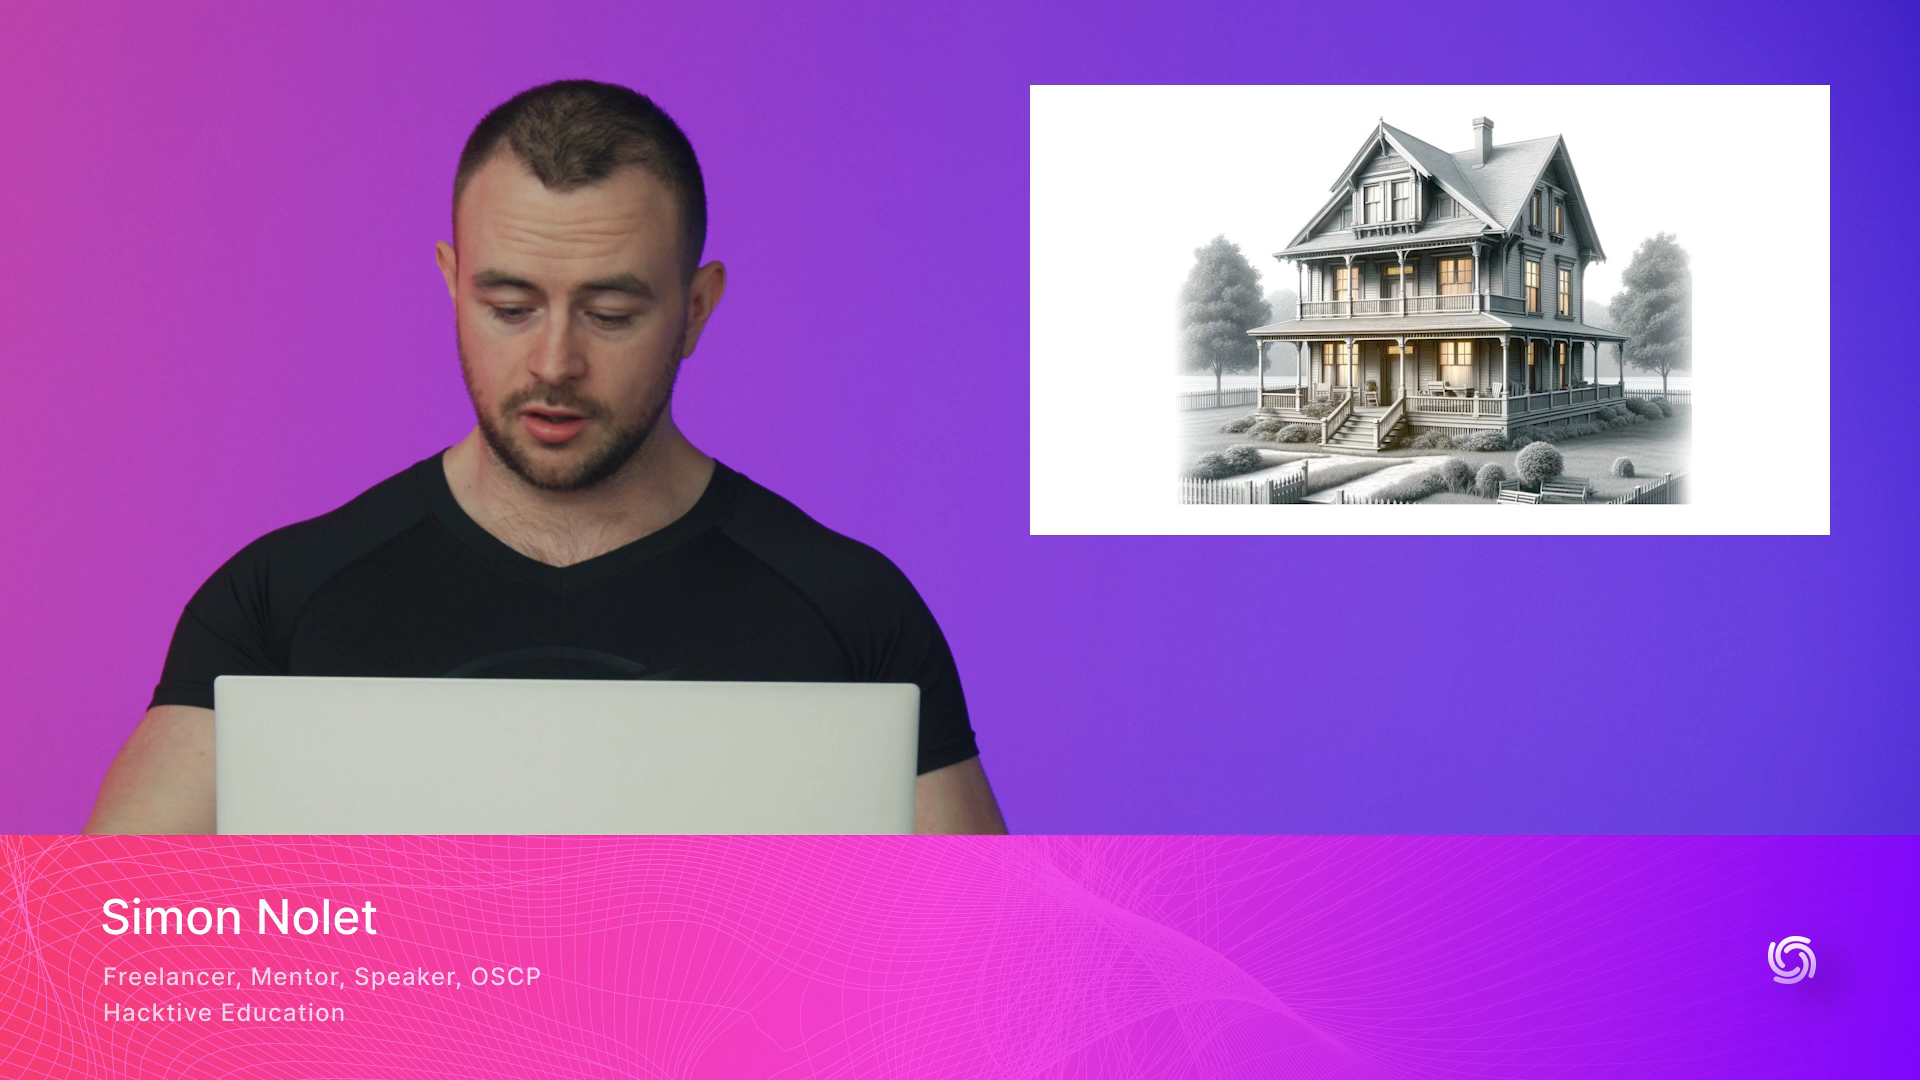 Simon Nolet
Freelancer, Mentor, Speaker, OSCP
Hacktive Education